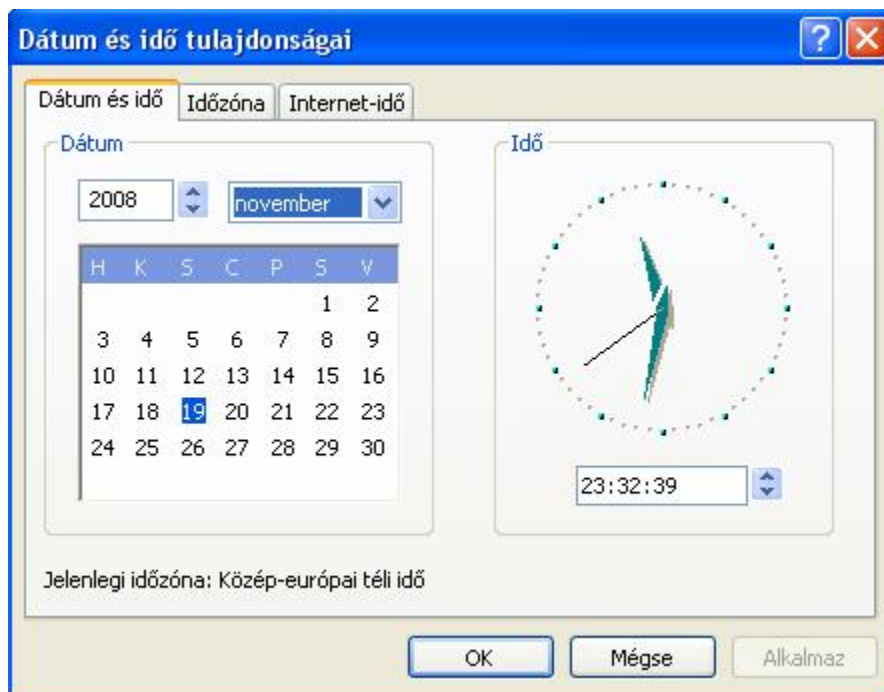 Dátum és idő tulajdonságai
Dátum és idő Időzóna Internet-idő
Dátum
2008 november
H K S C P S V
1 2
3 4 5 6 7 8 9
10 11 12 13 14 15 16
17 18 19 20 21 22 23
24 25 26 27 28 29 30
Idő
23:32:39
Jelenlegi időzóna: Közép-európai téli idő
OK Mégse Alkalmaz